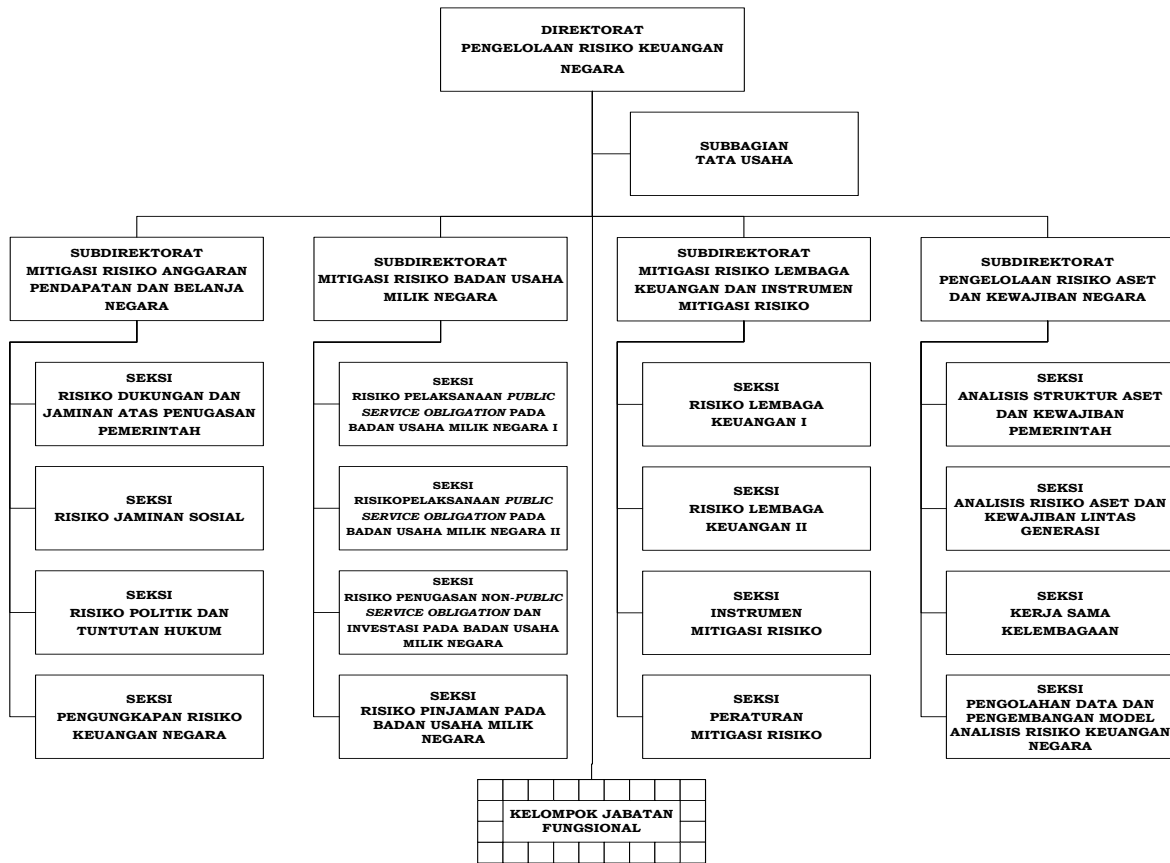 DIREKTORAT
PENGELOLAAN RISIKO KEUANGAN
NEGARA
SUBBAGIAN
TATA USAHA
SUBDIREKTORAT
MITIGASI RISIKO ANGGARAN
PENDAPATAN DAN BELANJA
NEGARA
SUBDIREKTORAT
MITIGASI RISIKO BADAN USAHA
MILIK NEGARA
SUBDIREKTORAT
MITIGASI RISIKO LEMBAGA
KEUANGAN DAN INSTRUMEN
MITIGASI RISIKO
SUBDIREKTORAT
PENGELOLAAN RISIKO ASET
DAN KEWAJIBAN NEGARA
SEKSI
RISIKO DUKUNGAN DAN
JAMINAN ATAS PENUGASAN
PEMERINTAH
SEKSI
RISIKO PELAKSANAAN PUBLIC
SERVICE OBLIGATION PADA
BADAN USAHA MILIK NEGARA I
SEKSI
RISIKO LEMBAGA
KEUANGAN I
SEKSI
ANALISIS STRUKTUR ASET
DAN KEWAJIBAN
PEMERINTAH
SEKSI
RISIKO JAMINAN SOSIAL
SEKSI
RISIKOPELAKSANAAN PUBLIC
SERVICE OBLIGATION PADA
BADAN USAHA MILIK NEGARA II
SEKSI
RISIKO LEMBAGA
KEUANGAN II
SEKSI
ANALISIS RISIKO ASET DAN
KEWAJIBAN LINTAS
GENERASI
SEKSI
RISIKO POLITIK DAN
TUNTUTAN HUKUM
SEKSI
RISIKO PENUGASAN NON-PUBLIC
SERVICE OBLIGATION DAN
INVESTASI PADA BADAN USAHA
MILIK NEGARA
SEKSI
INSTRUMEN
MITIGASI RISIKO
SEKSI
KERJA SAMA
KELEMBAGAAN
SEKSI
PENGUNGKAPAN RISIKO
KEUANGAN NEGARA
SEKSI
RISIKO PINJAMAN PADA
BADAN USAHA MILIK
NEGARA
SEKSI
PERATURAN
MITIGASI RISIKO
SEKSI
PENGOLAHAN DATA DAN
PENGEMBANGAN MODEL
ANALISIS RISIKO KEUANGAN
NEGARA
KELOMPOK JABATAN
FUNGSIONAL